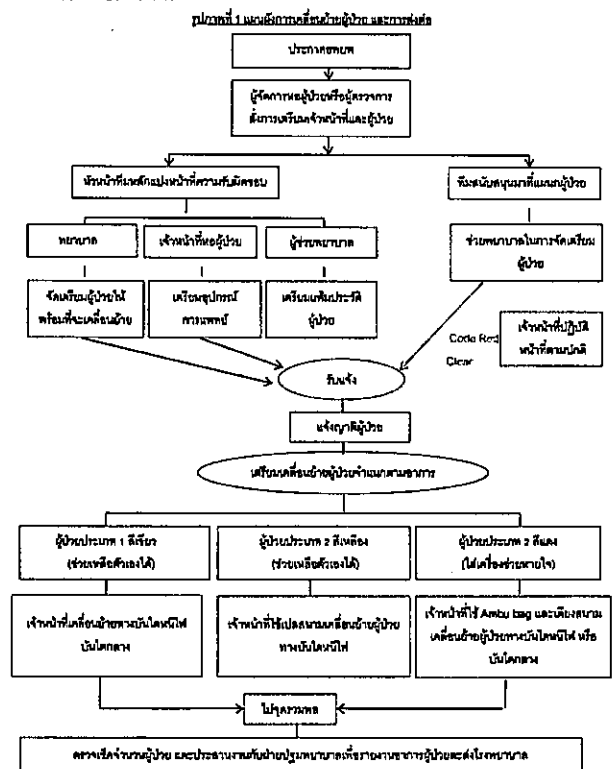 รูปภาพที่ 1 แผนผังการเคลื่อนย้ายผู้ป่วย และการส่งต่อ
ประกาศอพยพ
ผู้จัดการหอผู้ป่วยหรือผู้ตรวจการ
สั่งการเตรียมเจ้าหน้าที่และผู้ป่วย
หัวหน้าทีมหลักแบ่งหน้าที่ความรับผิดชอบ
ทีมสนับสนุนมาที่แผนกผู้ป่วย
พยาบาล
เจ้าหน้าที่หอผู้ป่วย
ผู้ช่วยพยาบาล
ช่วยพยาบาลในการจัดเตรียม
ผู้ป่วย
จัดเตรียมผู้ป่วยให้
พร้อมที่จะเคลื่อนย้าย
เตรียมอุปกรณ์
การแพทย์
เตรียมแฟ้มประวัติ
ผู้ป่วย
Code Red
Clear
เจ้าหน้าที่ปฏิบัติ
หน้าที่ตามปกติ
รับแจ้ง
แจ้งญาติผู้ป่วย
เตรียมเคลื่อนย้ายผู้ป่วยจำแนกตามอาการ
ผู้ป่วยประเภท 1 สีเขียว
(ช่วยเหลือตัวเองได้)
ผู้ป่วยประเภท 2 สีเหลือง
(ช่วยเหลือตัวเองได้)
ผู้ป่วยประเภท 2 สีแดง
(ใส่เครื่องช่วยหายใจ)
เจ้าหน้าที่เคลื่อนย้ายทางบันไดหนีไฟ
บันไดกลาง
เจ้าหน้าที่ใช้เปลสนามเคลื่อนย้ายผู้ป่วย
ทางบันไดหนีไฟ
เจ้าหน้าที่ใช้ Ambu bag และเตียงสนาม
เคลื่อนย้ายผู้ป่วยทางบันไดหนีไฟ หรือ
บันไดกลาง
ไปจุดรวมพล
ตรวจเช็คจำนวนผู้ป่วย และประสานงานกับฝ่ายปฐมพยาบาลเพื่อรายงานอาการผู้ป่วยและส่งโรงพยาบาล